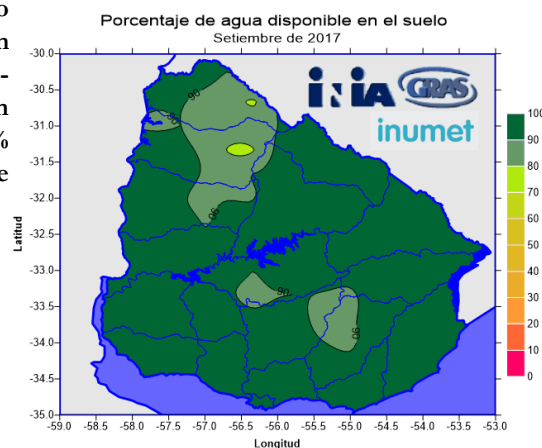 o
n
-
n
%
e
Porcentaje de agua disponible en el suelo
Setiembre de 2017
INIA GRAS
inumet
-30.0
-30.5
-31.0
-31.5
-32.0
-32.5
-33.0
-33.5
-34.0
-34.5
-35.0
Latitud
90
90
90
90
90
100
90
80
70
60
50
40
30
20
10
0
-59.0 -58.5 -58.0 -57.5 -57.0 -56.5 -56.0 -55.5 -55.0 -54.5 -54.0 -53.5 -53.0
Longitud